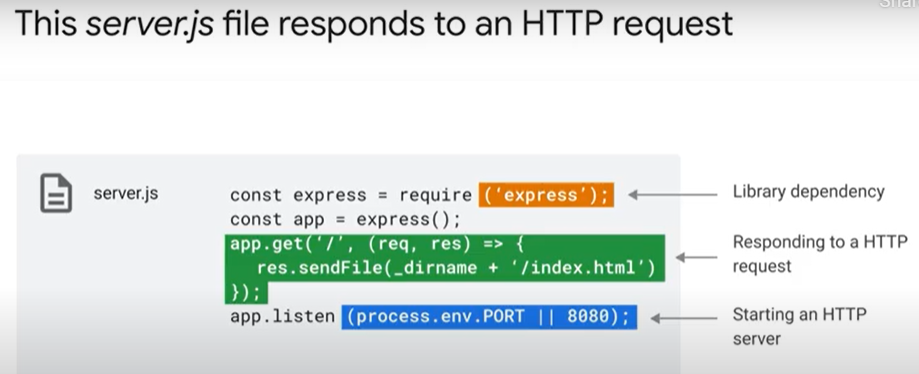 This server.js file responds to an HTTP request
server.js
const express = require ('express');
const app = express();
app.get('/', (req, res) => {
res.sendFile(_dirname + '/index.html')
});
app.listen (process.env.PORT || 8080);
Library dependency
Responding to a HTTP
request
Starting an HTTP
server